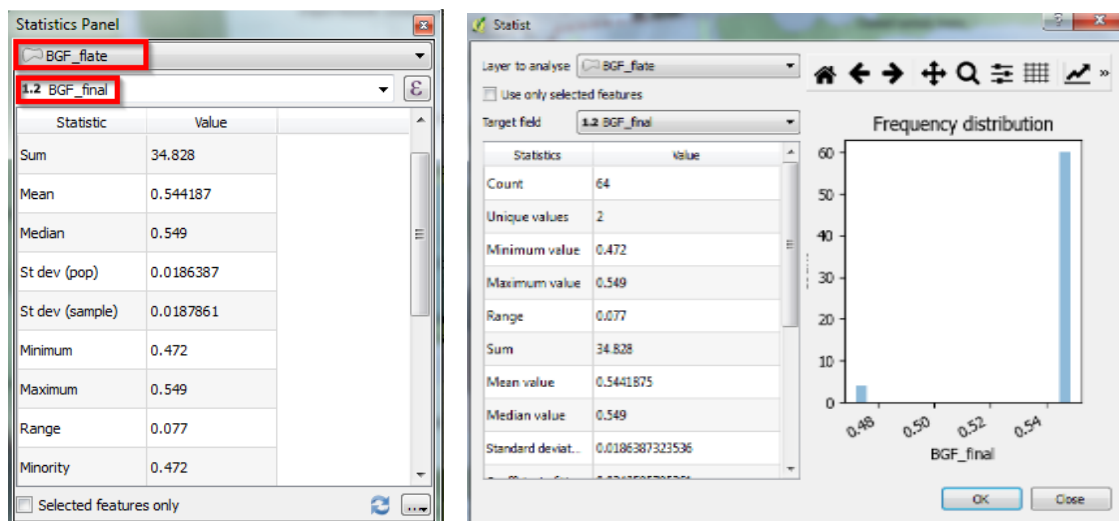 Statistics Panel
BGF_flate
1.2 BGF_final
ε
Statistic Value
Sum 34.828
Mean 0.544187
Median 0.549
St dev (pop) 0.0186387
St dev (sample) 0.0187861
Minimum 0.472
Maximum 0.549
Range 0.077
Minority 0.472
Selected features only
...
Statist
Layer to analyse BGF_flate
Use only selected features
Target field 1.2 BGF_final
Statistics Value
Count 64
Unique values 2
Minimum value 0.472
Maximum value 0.549
Range 0.077
Sum 34.828
Mean value 0.5441875
Median value 0.549
Standard deviat... 0.0186387323536
»
Frequency distribution
60
50
40
30
20
10
0
0.48 0.50 0.52 0.54
BGF_final
OK Close